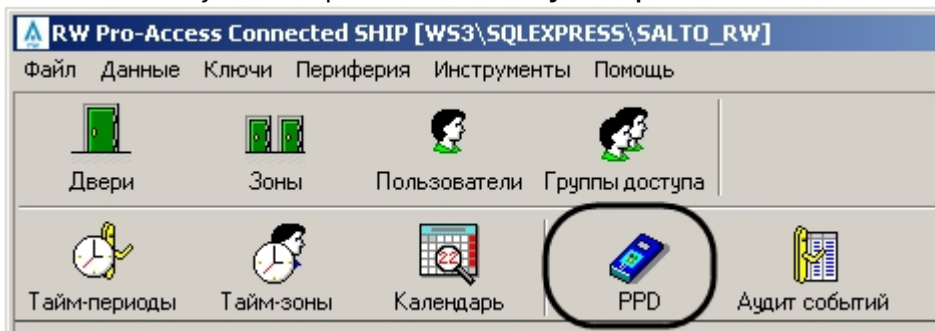 RW Pro-Access Connected SHIP [WS3\SQLEXPRESS\SALTO_RW]
Файл Данные Ключи Периферия Инструменты Помощь
Двери Зоны Пользователи Группы доступа
22
Тайм-периоды Тайм-зоны Календарь PPD Аудит событий